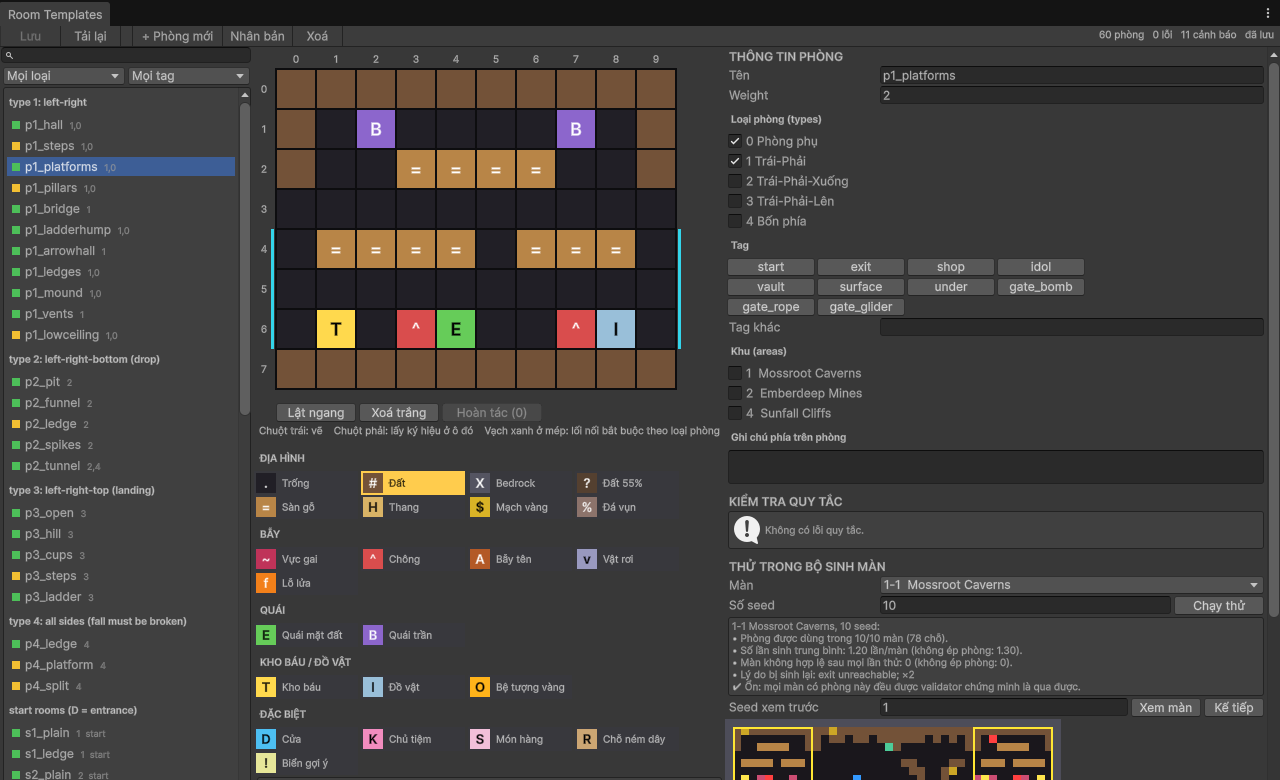 Room Templates
Lưu Tải lại + Phòng mới Nhân bản Xoá 60 phòng 0 lỗi 11 cảnh báo đã lưu
Mọi loại Mọi tag
type 1: left-right
p1_hall 1,0
p1_steps 1,0
p1_platforms 1,0
p1_pillars 1,0
p1_bridge 1
p1_ladderhump 1,0
p1_arrowhall 1
p1_ledges 1,0
p1_mound 1,0
p1_vents 1
p1_lowceiling 1,0
type 2: left-right-bottom (drop)
p2_pit 2
p2_funnel 2
p2_ledge 2
p2_spikes 2
p2_tunnel 2,4
type 3: left-right-top (landing)
p3_open 3
p3_hill 3
p3_cups 3
p3_steps 3
p3_ladder 3
type 4: all sides (fall must be broken)
p4_ledge 4
p4_platform 4
p4_split 4
start rooms (D = entrance)
s1_plain 1 start
s1_ledge 1 start
s2_plain 2 start
0 1 2 3 4 5 6 7 8 9
0
1 B B
2 = = = =
3
4 = = = = = = =
5
6 T ^ E ^ I
7
Lật ngang Xoá trắng Hoàn tác (0)
Chuột trái: vẽ Chuột phải: lấy ký hiệu ở ô đó Vạch xanh ở mép: lối nối bắt buộc theo loại phòng
ĐỊA HÌNH
. Trống # Đất X Bedrock ? Đất 55%
= Sàn gỗ H Thang $ Mạch vàng % Đá vụn
BẪY
~ Vực gai ^ Chông A Bẫy tên v Vật rơi
f Lỗ lửa
QUÁI
E Quái mặt đất B Quái trần
KHO BÁU / ĐỒ VẬT
T Kho báu I Đồ vật O Bệ tượng vàng
ĐẶC BIỆT
D Cửa K Chủ tiệm S Món hàng R Chỗ ném dây
! Biển gợi ý
THÔNG TIN PHÒNG
Tên p1_platforms
Weight 2
Loại phòng (types)
0 Phòng phụ
1 Trái-Phải
2 Trái-Phải-Xuống
3 Trái-Phải-Lên
4 Bốn phía
Tag
start exit shop idol
vault surface under gate_bomb
gate_rope gate_glider
Tag khác
Khu (areas)
1 Mossroot Caverns
2 Emberdeep Mines
4 Sunfall Cliffs
Ghi chú phía trên phòng
KIỂM TRA QUY TẮC
Không có lỗi quy tắc.
THỬ TRONG BỘ SINH MÀN
Màn 1-1 Mossroot Caverns
Số seed 10 Chạy thử
1-1 Mossroot Caverns, 10 seed:
• Phòng được dùng trong 10/10 màn (78 chỗ).
• Số lần sinh trung bình: 1.20 lần/màn (không ép phòng: 1.30).
• Màn không hợp lệ sau mọi lần thử: 0 (không ép phòng: 0).
• Lý do bị sinh lại: exit unreachable; ×2
✔ Ổn: mọi màn có phòng này đều được validator chứng minh là qua được.
Seed xem trước 1 Xem màn Kế tiếp